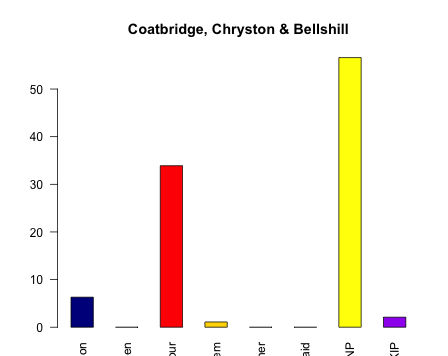 Coatbridge, Chryston & Bellshill
50
40
30
20
10
0
on
en
our
em
her
aid
NP
KIP